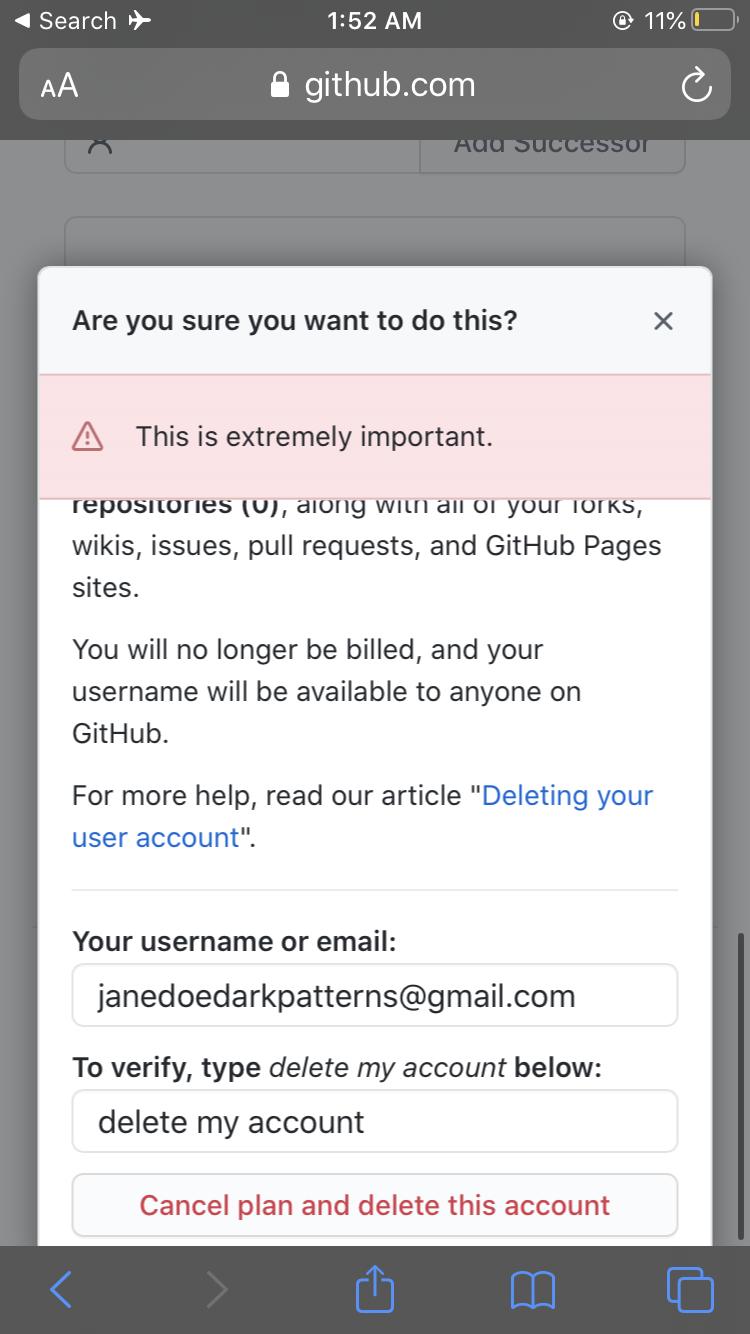 Search
1:52 AM
11%
AA
github.com
Add Successor
Are you sure you want to do this?
This is extremely important.
repositories (0), along with all of your forks,
wikis, issues, pull requests, and GitHub Pages
sites.
You will no longer be billed, and your
username will be available to anyone on
GitHub.
For more help, read our article "Deleting your
user account".
Your username or email:
janedoedarkpatterns@gmail.com
To verify, type delete my account below:
delete my account
Cancel plan and delete this account